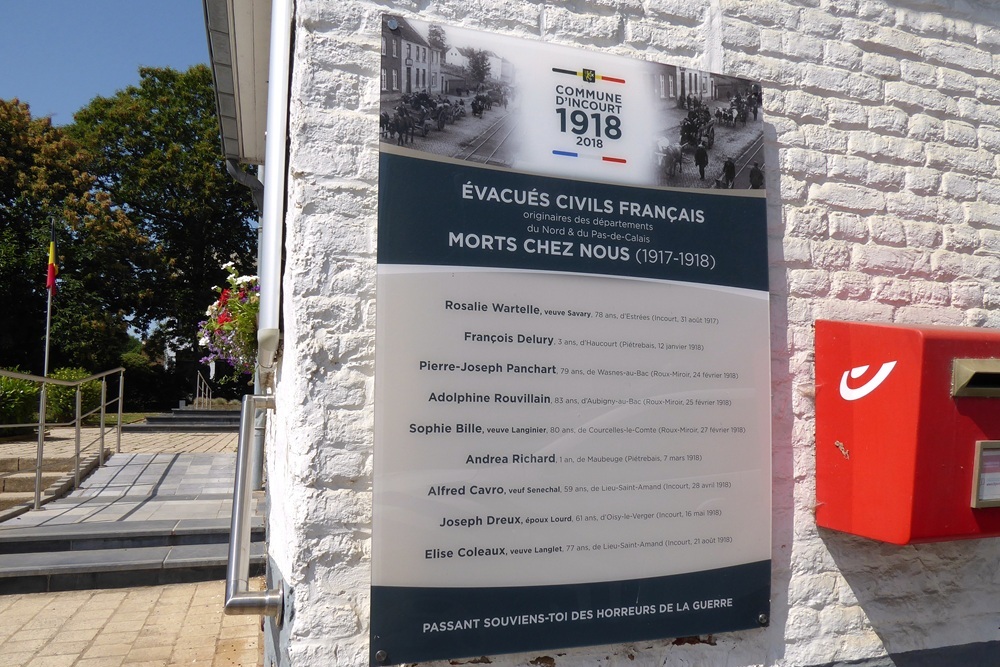 COMMUNE
D'INCOURT
1918
2018
ÉVACUÉS CIVILS FRANÇAIS
originaires des départements
du Nord & du Pas-de-Calais
MORTS CHEZ NOUS (1917-1918)
Rosalie Wartelle, veuve Savary, 78 ans, d'Estrées (Incourt, 31 août 1917)
François Delury, 3 ans, d'Haucourt (Piétrebais, 12 janvier 1918)
Pierre-Joseph Panchart, 79 ans, de Wasnes-au-Bac (Roux-Miroir, 24 février 1918)
Adolphine Rouvillain, 83 ans, d'Aubigny-au-Bac (Roux-Miroir, 25 février 1918)
Sophie Bille, veuve Langinier, 80 ans, de Courcelles-le-Comte (Roux-Miroir, 27 février 1918)
Andrea Richard, 1 an, de Maubeuge (Piétrebais, 7 mars 1918)
Alfred Cavro, veuf Senechal, 59 ans, de Lieu-Saint-Amand (Incourt, 28 avril 1918)
Joseph Dreux, époux Lourd, 61 ans, d'Oisy-le-Verger (Incourt, 16 mai 1918)
Elise Coleaux, veuve Langlet, 77 ans, de Lieu-Saint-Amand (Incourt, 21 août 1918)
PASSANT SOUVIENS-TOI DES HORREURS DE LA GUERRE